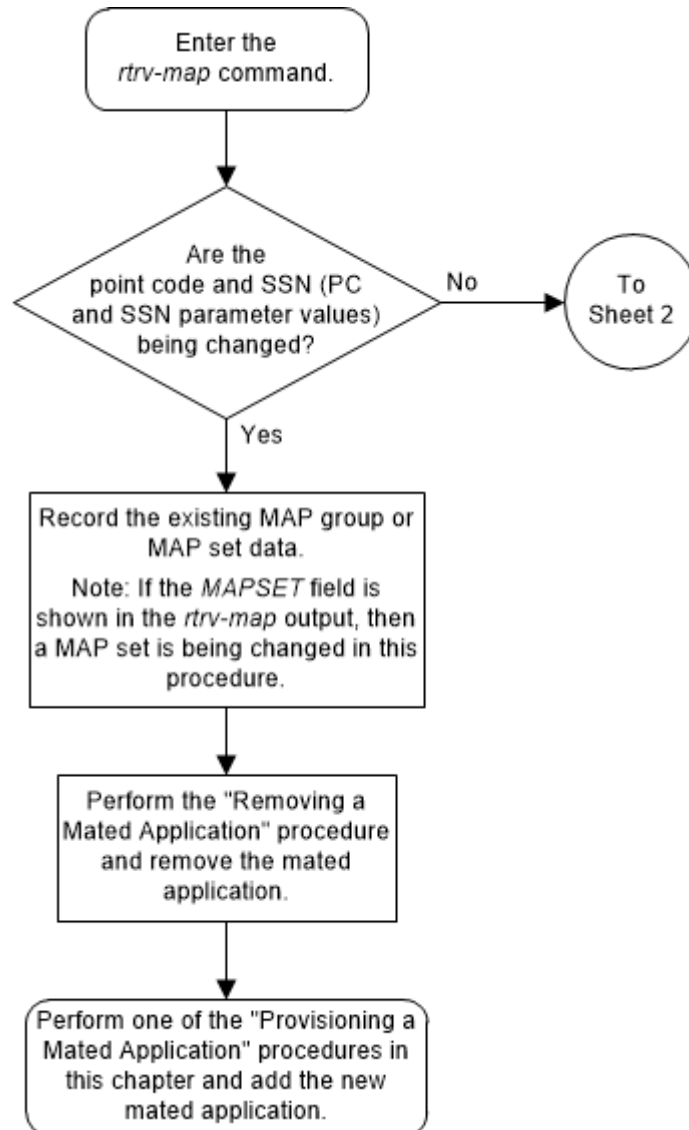 Enter the
rtrv-map command.
Are the
point code and SSN (PC
and SSN parameter values)
being changed?
No
To
Sheet 2
Yes
Record the existing MAP group or
MAP set data.
Note: If the MAPSET field is
shown in the rtrv-map output, then
a MAP set is being changed in this
procedure.
Perform the "Removing a
Mated Application" procedure
and remove the mated
application.
Perform one of the "Provisioning a
Mated Application" procedures in
this chapter and add the new
mated application.